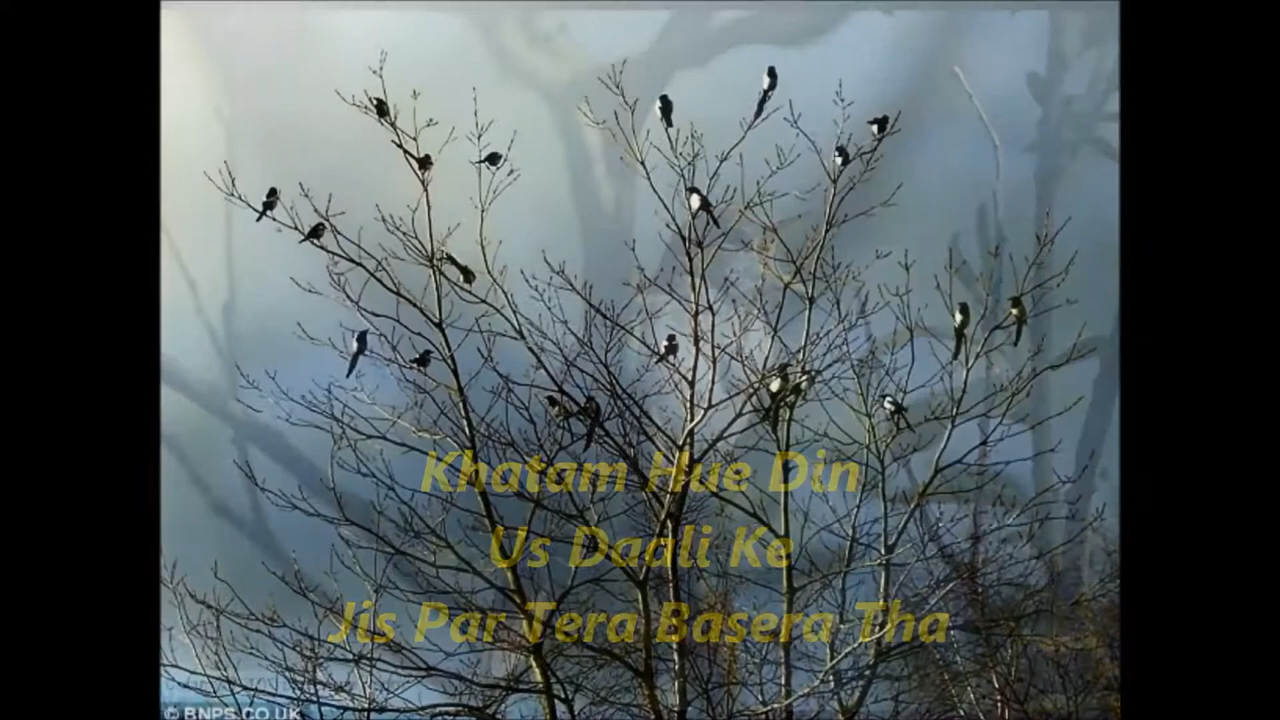 Khatam Hue Din
Us Daali Ke
Jis Par Tera Basera Tha
© BNPS.CO.UK